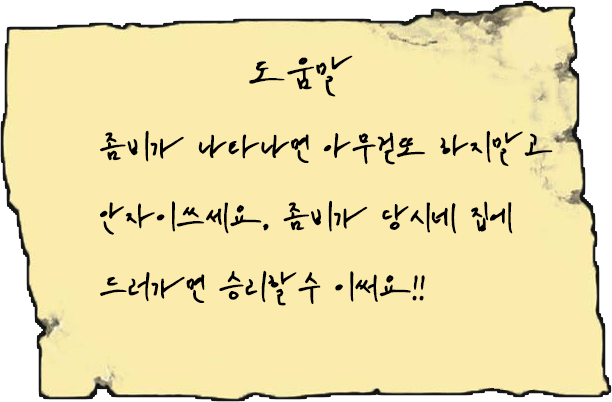 도움말
좀비가 나타나면 아무걷또 하지말고
안자이쓰세요. 좀비가 당시네 집에
드러가면 승리할수 이써요!!